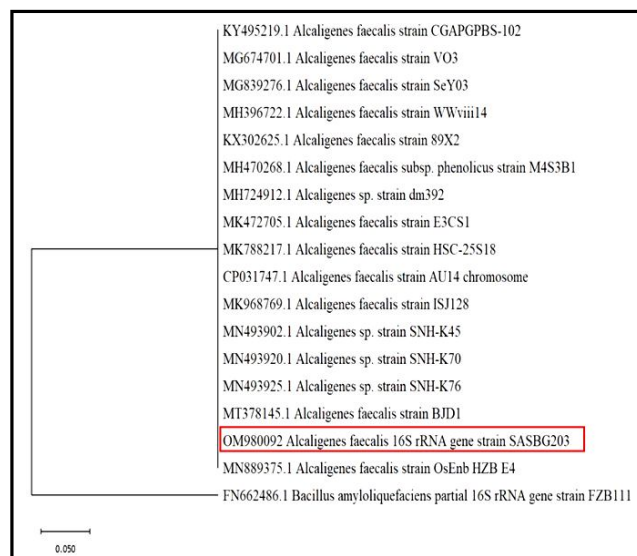 KY495219.1 Alcaligenes faecalis strain CGAPGPBS-102
MG674701.1 Alcaligenes faecalis strain VO3
MG839276.1 Alcaligenes faecalis strain SeY03
MH396722.1 Alcaligenes faecalis strain WWviii14
KX302625.1 Alcaligenes faecalis strain 89X2
MH470268.1 Alcaligenes faecalis subsp. phenolicus strain M4S3B1
MH724912.1 Alcaligenes sp. strain dm392
MK472705.1 Alcaligenes faecalis strain E3CS1
MK788217.1 Alcaligenes faecalis strain HSC-25S18
CP031747.1 Alcaligenes faecalis strain AU14 chromosome
MK968769.1 Alcaligenes faecalis strain ISJ128
MN493902.1 Alcaligenes sp. strain SNH-K45
MN493920.1 Alcaligenes sp. strain SNH-K70
MN493925.1 Alcaligenes sp. strain SNH-K76
MT378145.1 Alcaligenes faecalis strain BJD1
OM980092 Alcaligenes faecalis 16S rRNA gene strain SASBG203
MN889375.1 Alcaligenes faecalis strain OsEnb HZB E4
FN662486.1 Bacillus amyloliquefaciens partial 16S rRNA gene strain FZB111
0.050